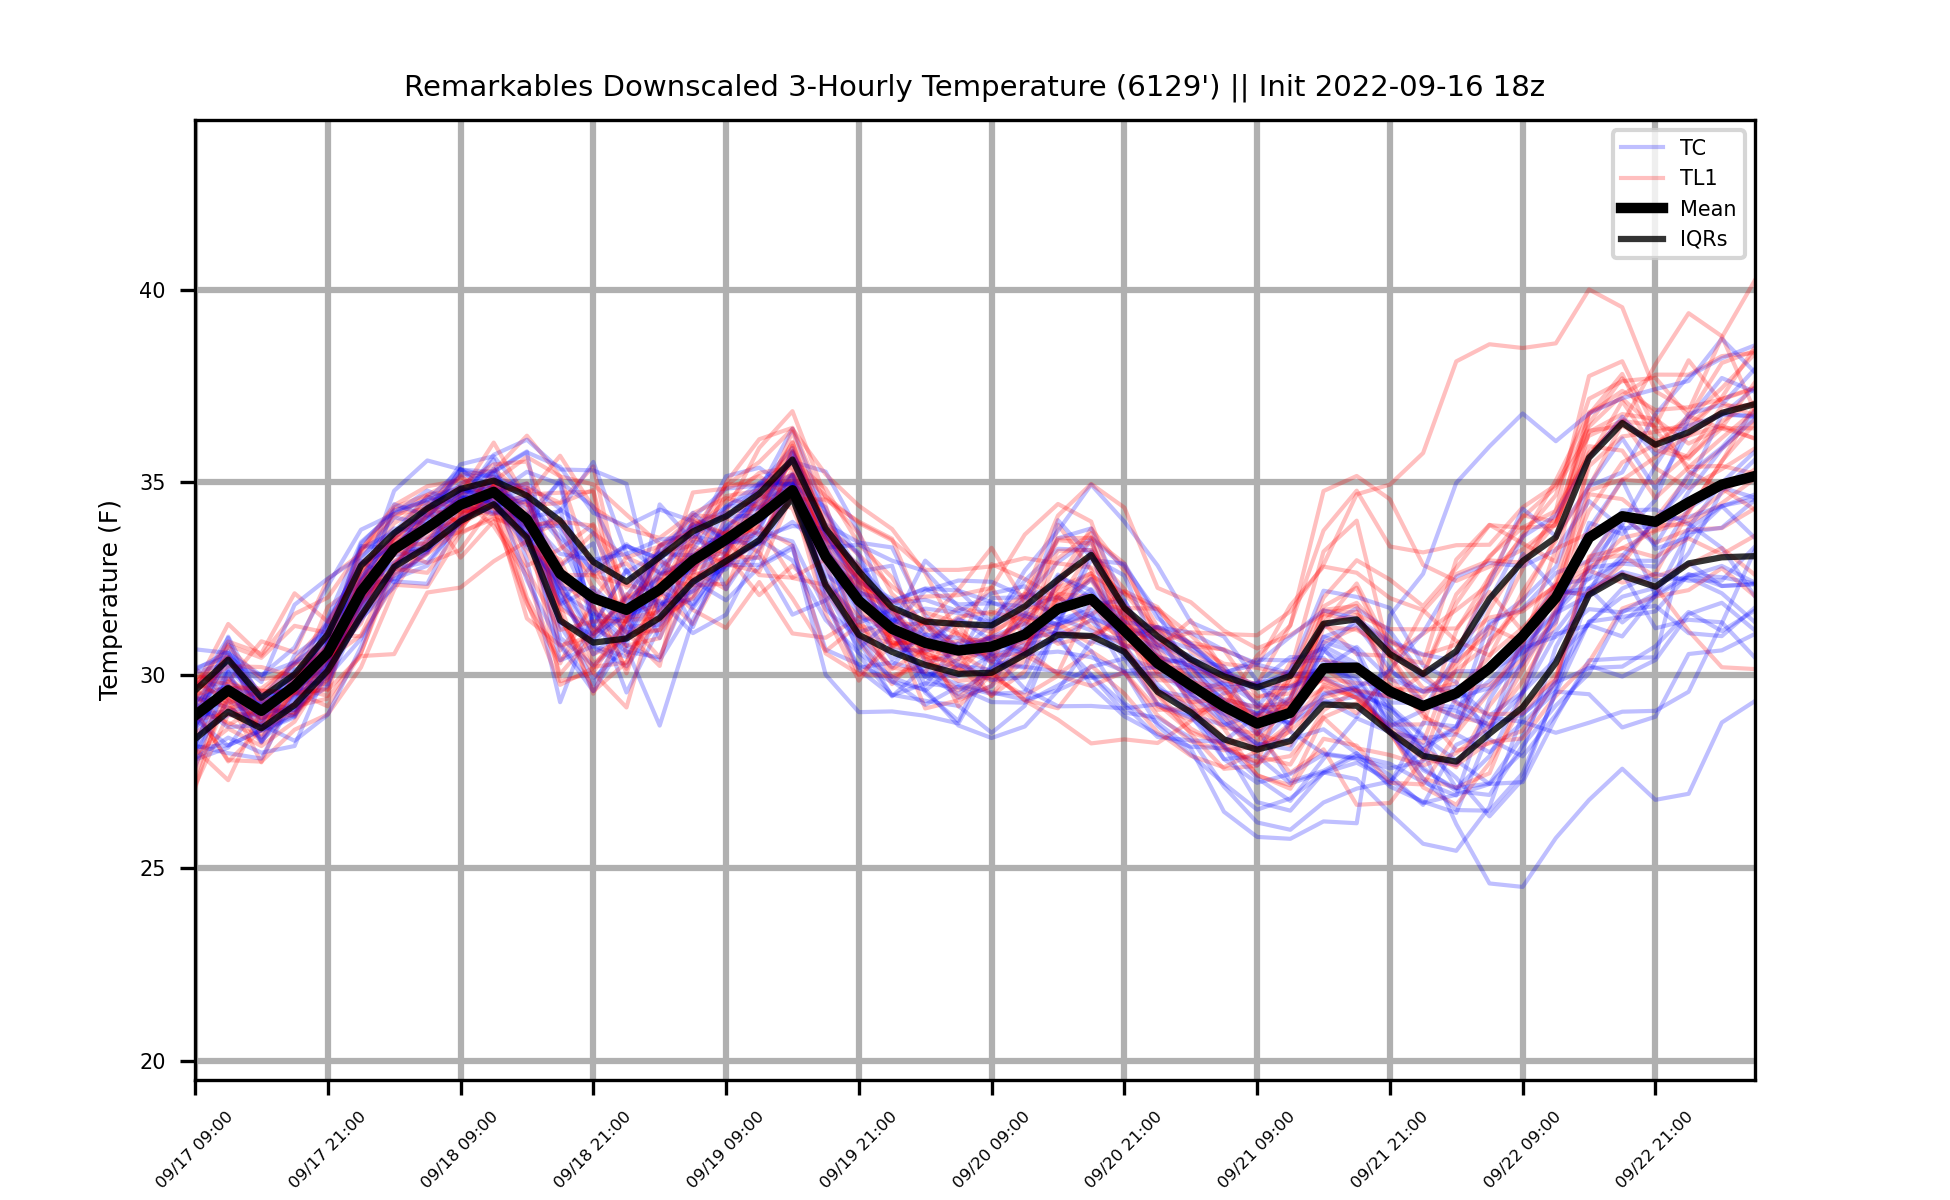 Remarkables Downscaled 3-Hourly Temperature (6129') || Init 2022-09-16 18z
TC
TL1
Mean
IQRs
Temperature (F)
40
35
30
25
20
09/17 09:00
09/17 21:00
09/18 09:00
09/18 21:00
09/19 09:00
09/19 21:00
09/20 09:00
09/20 21:00
09/21 09:00
09/21 21:00
09/22 09:00
09/22 21:00